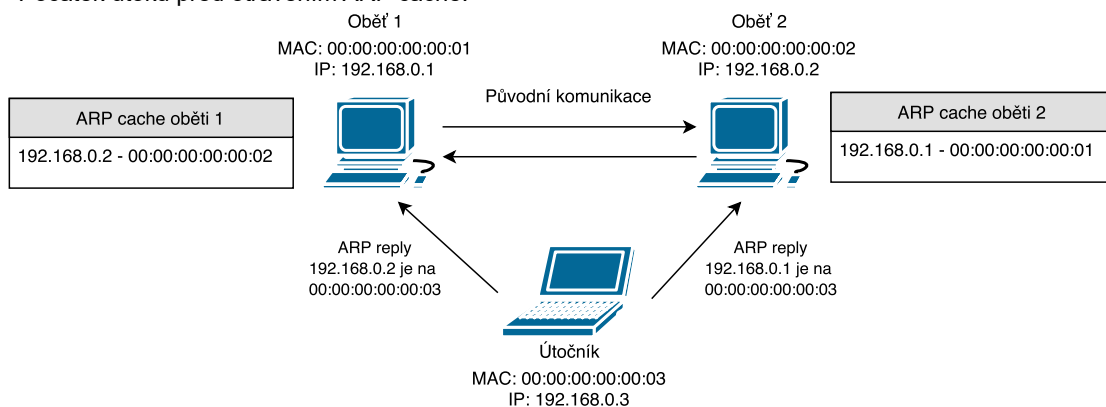 Oběť 1
MAC: 00:00:00:00:00:01
IP: 192.168.0.1
Oběť 2
MAC: 00:00:00:00:00:02
IP: 192.168.0.2
ARP cache oběti 1
192.168.0.2 - 00:00:00:00:00:02
Původní komunikace
ARP cache oběti 2
192.168.0.1 - 00:00:00:00:00:01
ARP reply
192.168.0.2 je na
00:00:00:00:00:03
ARP reply
192.168.0.1 je na
00:00:00:00:00:03
Útočník
MAC: 00:00:00:00:00:03
IP: 192.168.0.3